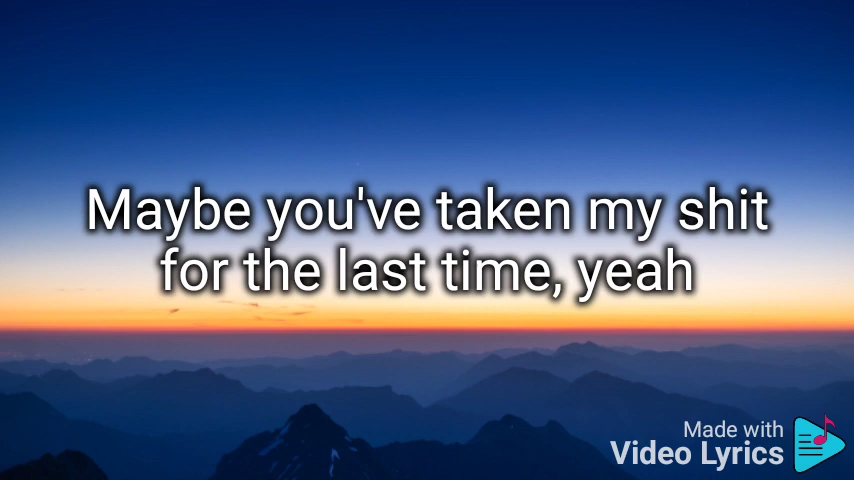 Maybe you've taken my shit
for the last time, yeah
Made with
Video Lyrics